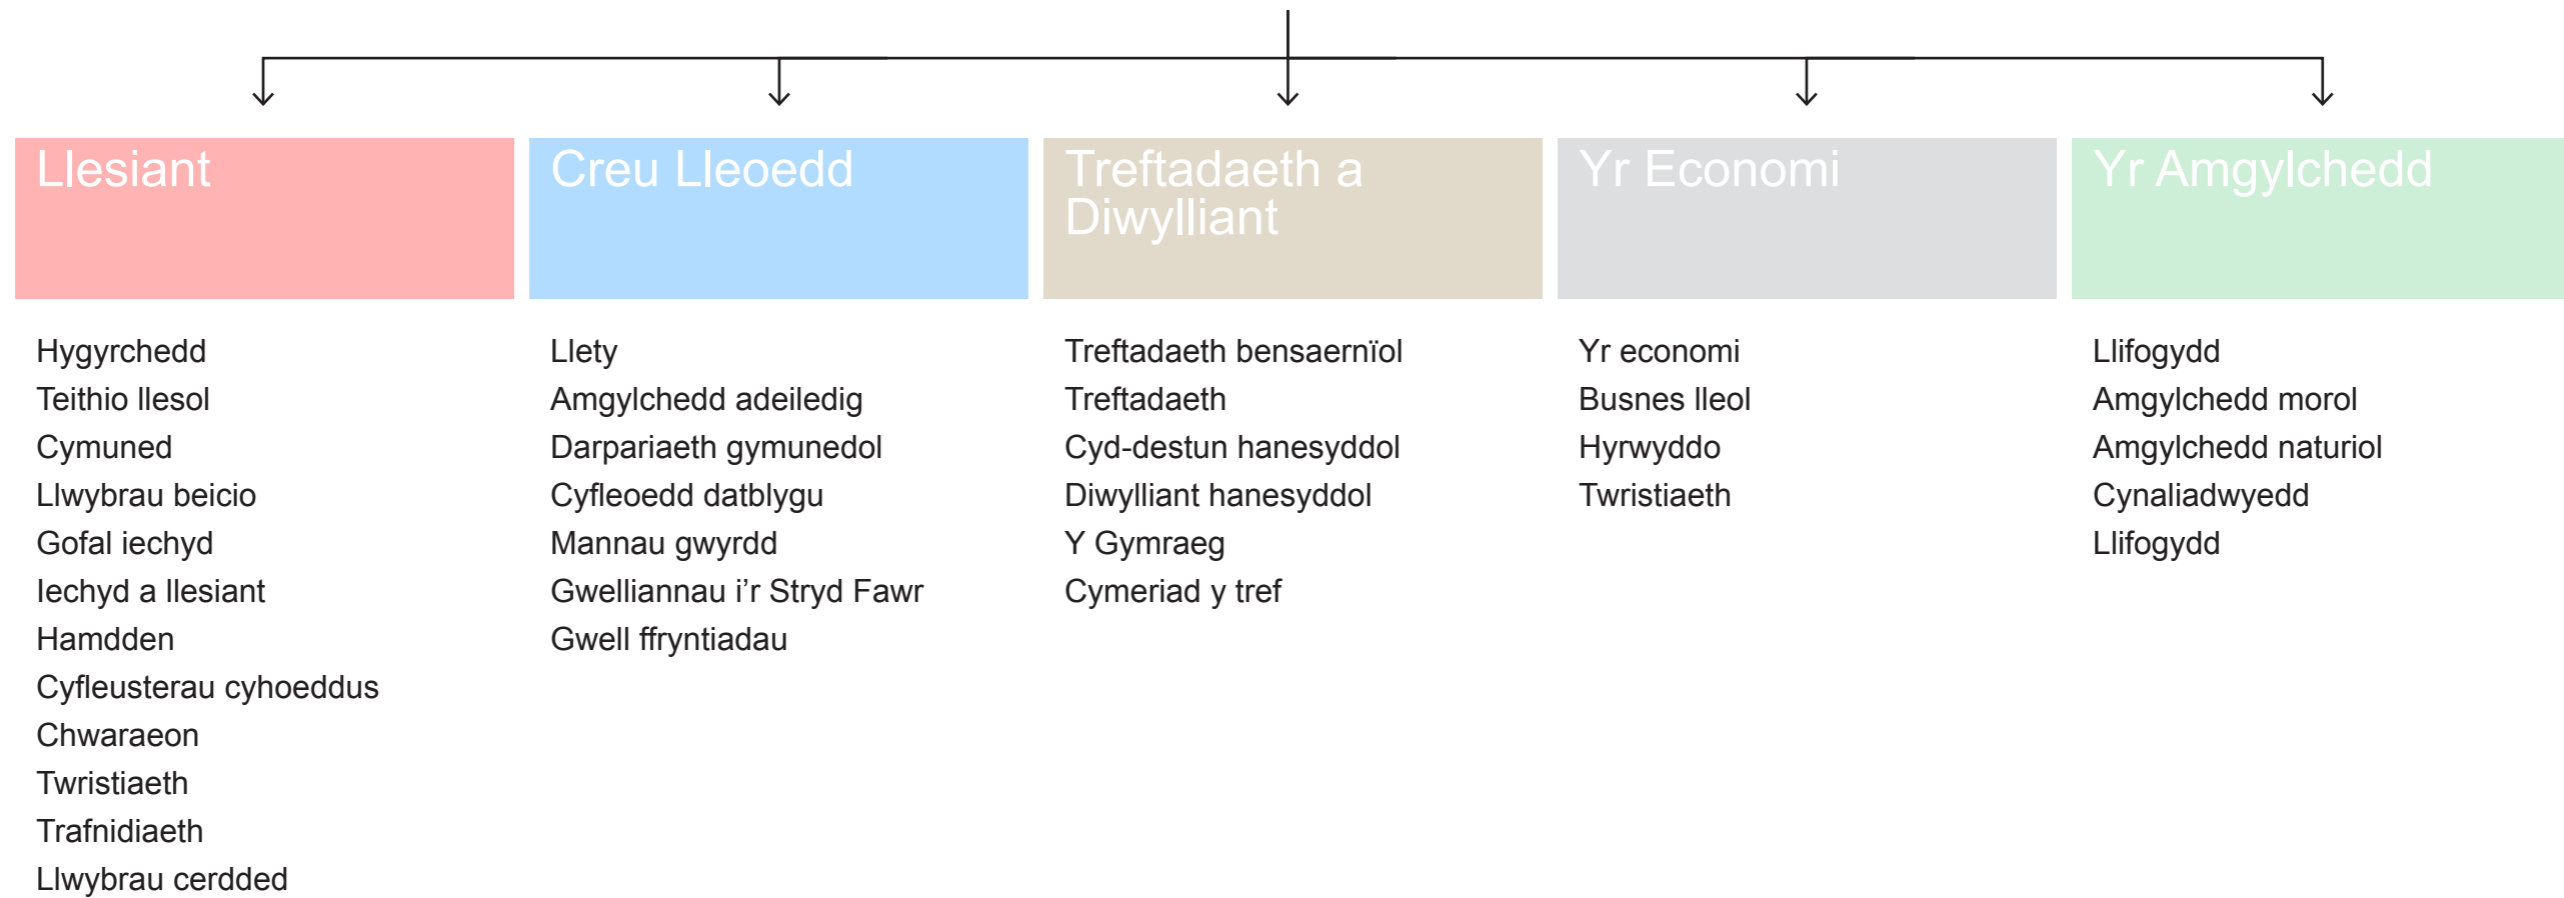 Llesiant
Hygyrchedd
Teithio llesol
Cymuned
Llwybrau beicio
Gofal iechyd
Iechyd a llesiant
Hamdden
Cyfleusterau cyhoeddus
Chwaraeon
Twristiaeth
Trafnidiaeth
Llwybrau cerdded
Creu Lleoedd
Llety
Amgylchedd adeiledig
Darpariaeth gymunedol
Cyfleoedd datblygu
Mannau gwyrdd
Gwelliannau i’r Stryd Fawr
Gwell ffryntiadau
Treftadaeth a
Diwylliant
Treftadaeth bensaernïol
Treftadaeth
Cyd-destun hanesyddol
Diwylliant hanesyddol
Y Gymraeg
Cymeriad y tref
Yr Economi
Yr economi
Busnes lleol
Hyrwyddo
Twristiaeth
Yr Amgylchedd
Llifogydd
Amgylchedd morol
Amgylchedd naturiol
Cynaliadwyedd
Llifogydd